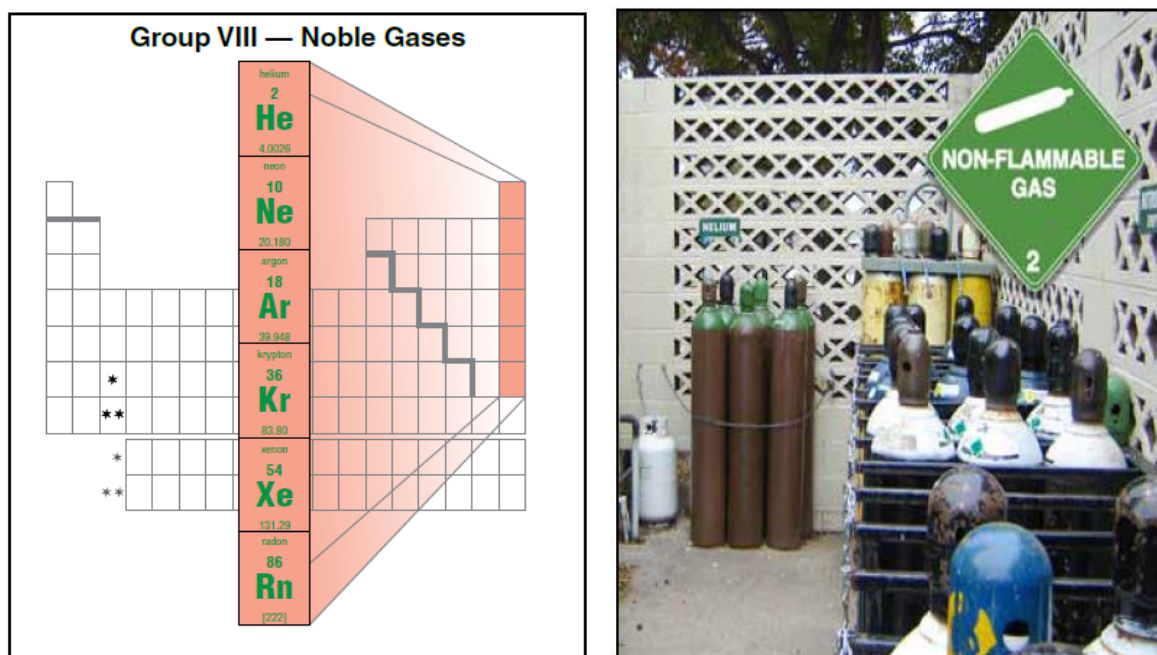 Group VIII — Noble Gases
helium
2
He
4.0026
neon
10
Ne
20.180
argon
18
Ar
39.948
krypton
36
Kr
83.80
xenon
54
Xe
131.29
radon
86
Rn
[222]
*
**
*
**
NON-FLAMMABLE
GAS
2
HELIUM